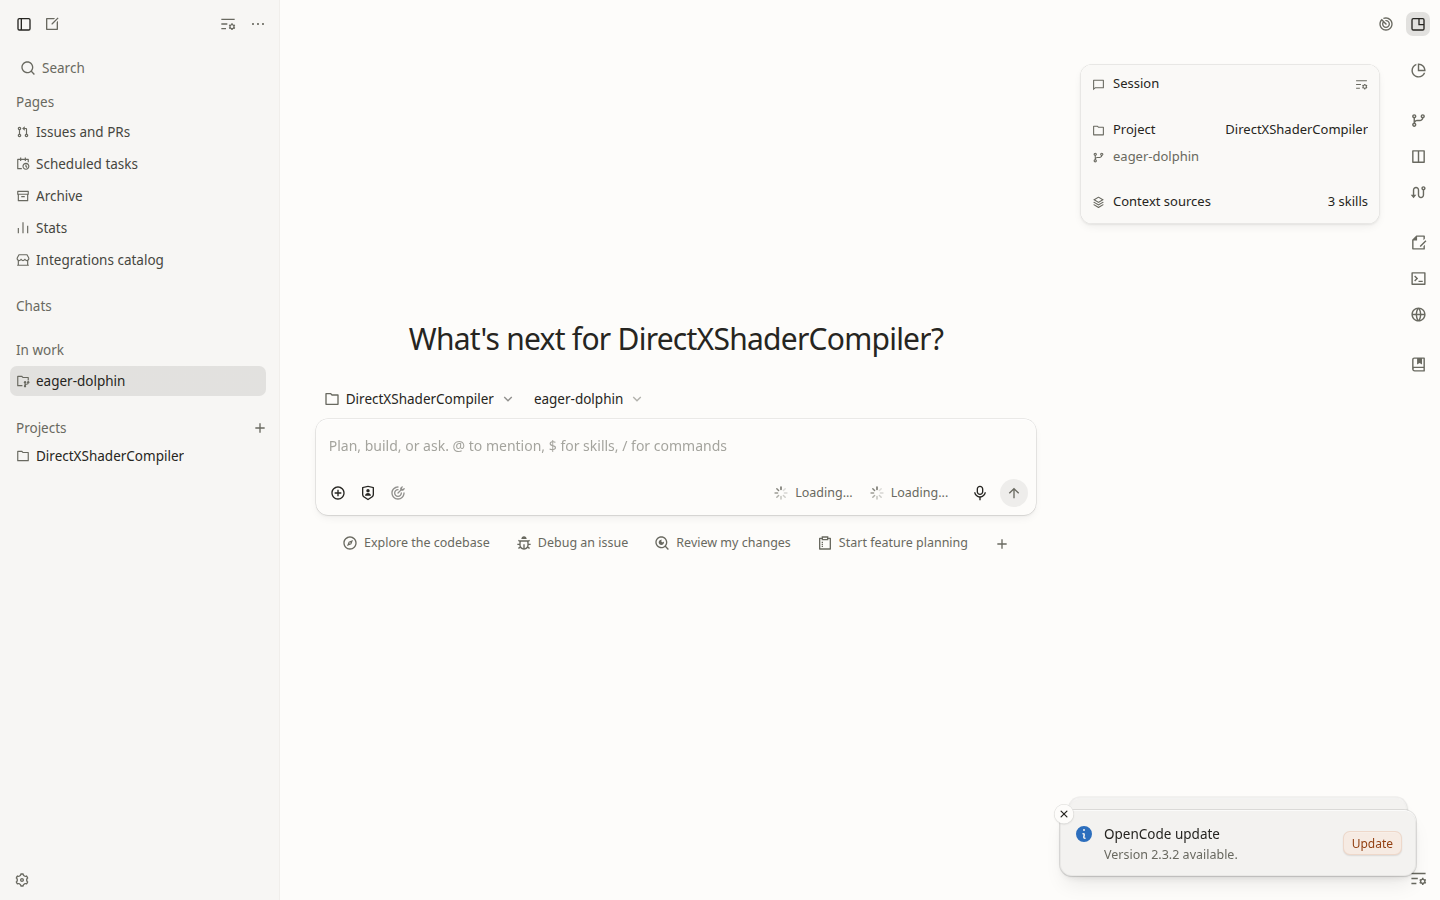 Search
Pages
Issues and PRs
Scheduled tasks
Archive
Stats
Integrations catalog
Chats
In work
eager-dolphin
Projects
DirectXShaderCompiler
What's next for DirectXShaderCompiler?
DirectXShaderCompiler
eager-dolphin
Plan, build, or ask. @ to mention, $ for skills, / for commands
Loading...
Loading...
Explore the codebase
Debug an issue
Review my changes
Start feature planning
Session
Project DirectXShaderCompiler
eager-dolphin
Context sources 3 skills
OpenCode update
Version 2.3.2 available.
Update